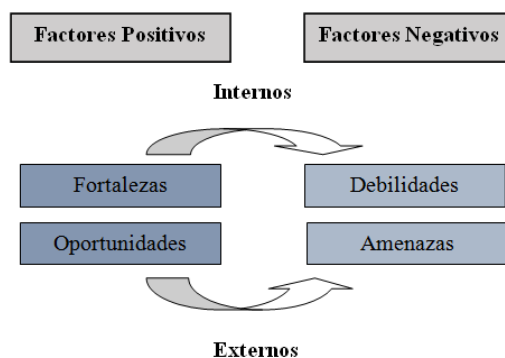 Factores Positivos
Factores Negativos
Internos
Fortalezas
Debilidades
Oportunidades
Amenazas
Externos